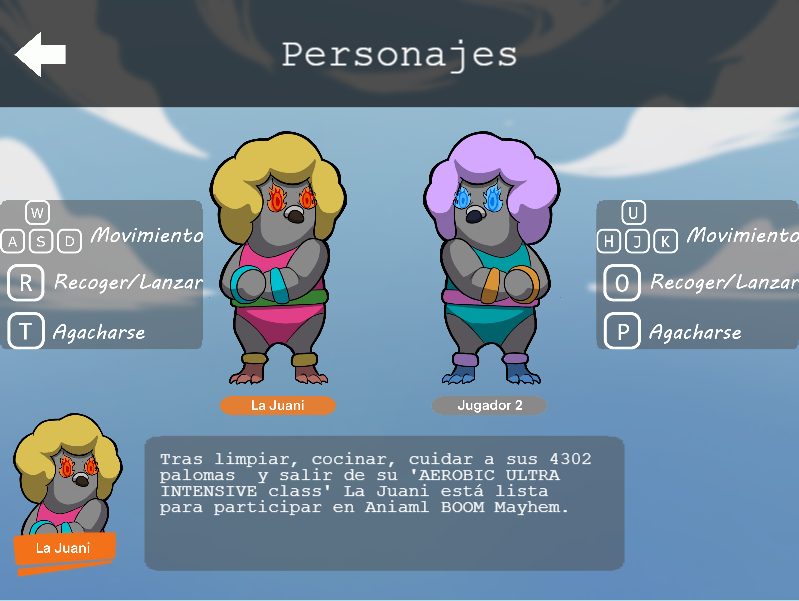 Personajes
W
A S D Movimiento
R Recoger/Lanzar
T Agacharse
U
H J K Movimiento
O Recoger/Lanzar
P Agacharse
La Juani
Jugador 2
La Juani
Tras limpiar, cocinar, cuidar a sus 4302
palomas  y salir de su 'AEROBIC ULTRA
INTENSIVE class' La Juani está lista
para participar en Aniaml BOOM Mayhem.